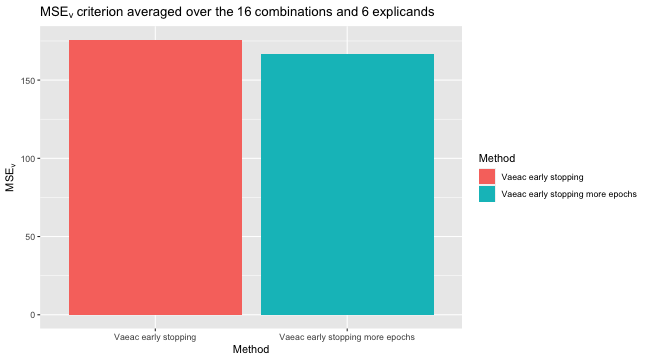 MSEv criterion averaged over the 16 combinations and 6 explicands
MSEv
150
100
50
0
Vaeac early stopping
Vaeac early stopping more epochs
Method
Method
Vaeac early stopping
Vaeac early stopping more epochs